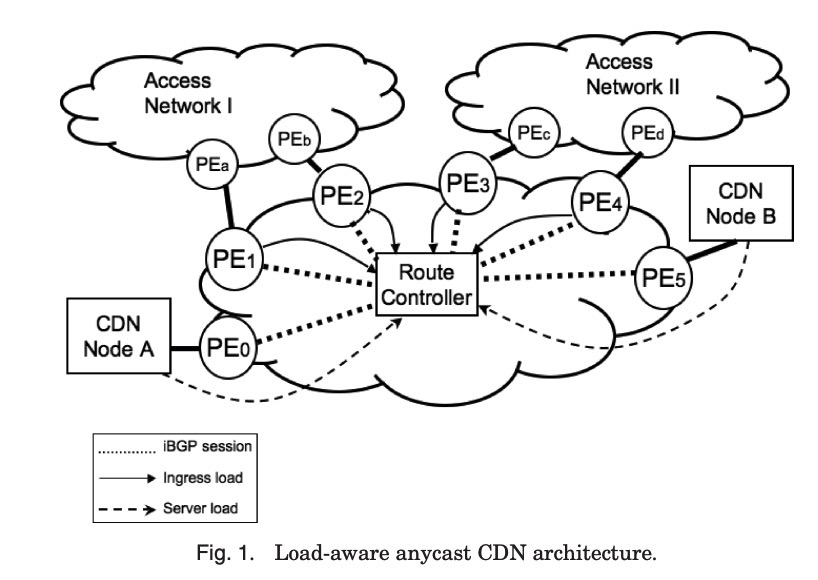 Access
Network I
Access
Network II
PEa
PEb
PEc
PEd
PE1
PE2
PE3
PE4
PE5
PE0
CDN
Node B
Route
Controller
CDN
Node A
iBGP session
Ingress load
Server load
Fig. 1. Load-aware anycast CDN architecture.